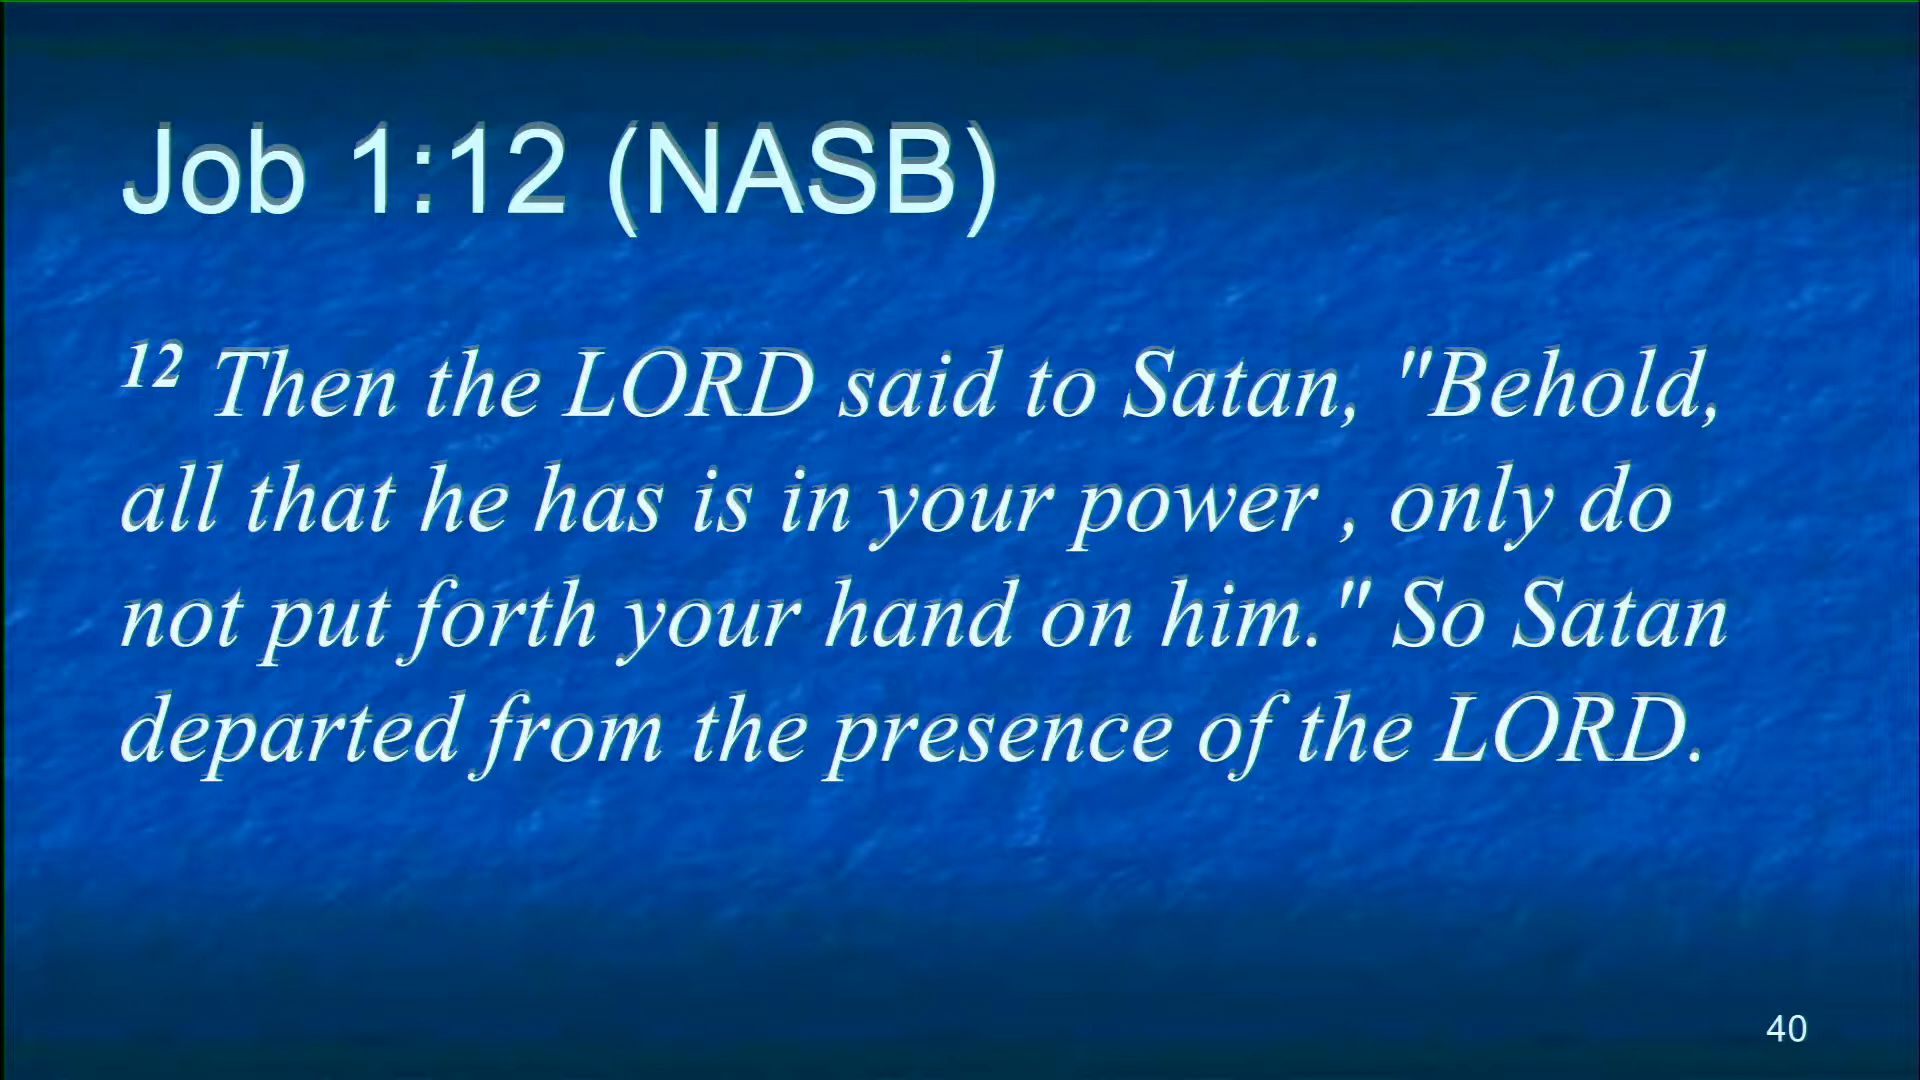 Job 1:12 (NASB)
12 Then the LORD said to Satan, "Behold,
all that he has is in your power , only do
not put forth your hand on him." So Satan
departed from the presence of the LORD.
40